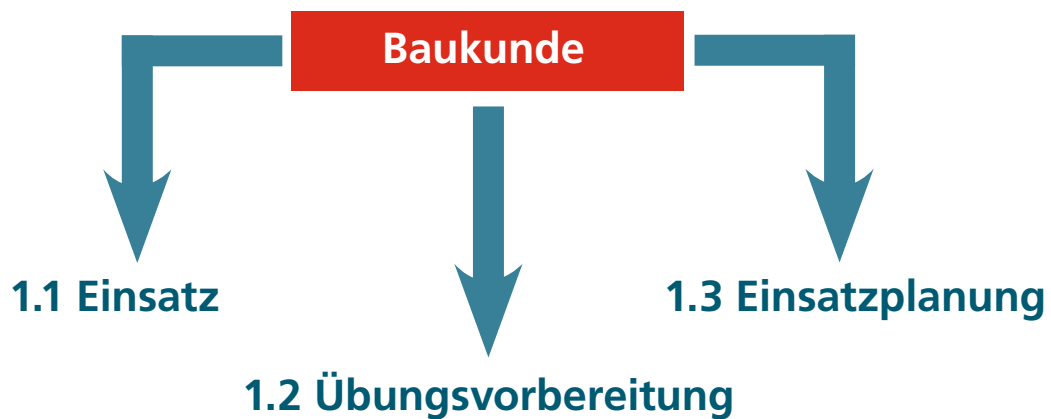 Baukunde
1.1 Einsatz
1.2 Übungsvorbereitung
1.3 Einsatzplanung